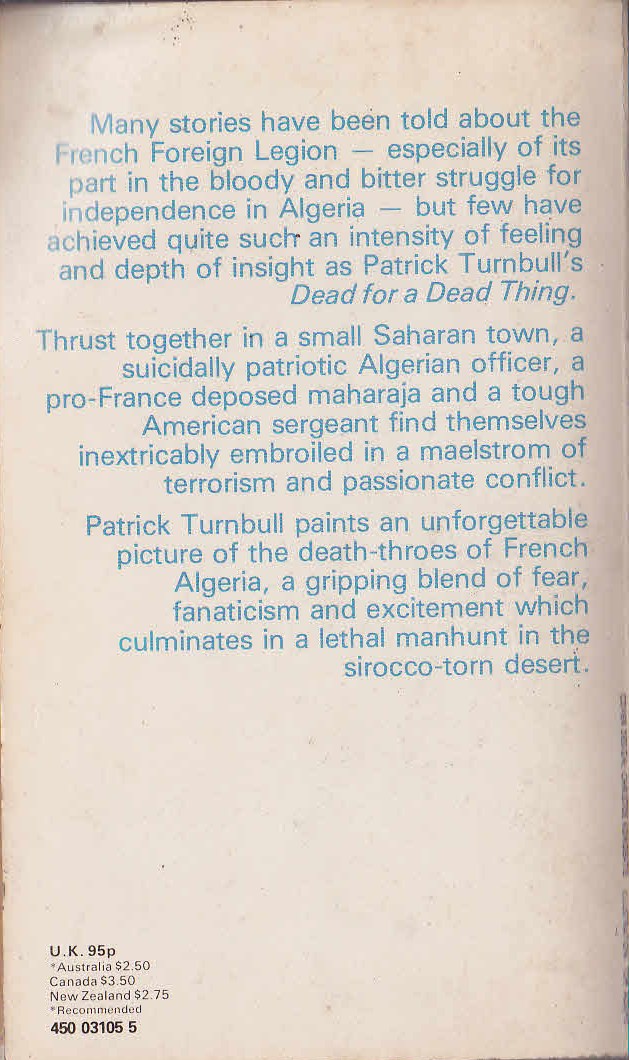 Many stories have been told about the
French Foreign Legion — especially of its
part in the bloody and bitter struggle for
independence in Algeria — but few have
achieved quite such an intensity of feeling
and depth of insight as Patrick Turnbull's
Dead for a Dead Thing.
Thrust together in a small Saharan town, a
suicidally patriotic Algerian officer, a
pro-France deposed maharaja and a tough
American sergeant find themselves
inextricably embroiled in a maelstrom of
terrorism and passionate conflict.
Patrick Turnbull paints an unforgettable
picture of the death-throes of French
Algeria, a gripping blend of fear,
fanaticism and excitement which
culminates in a lethal manhunt in the
sirocco-torn desert.
U.K. 95p
*Australia $2.50
Canada $3.50
New Zealand $2.75
*Recommended
450 03105 5